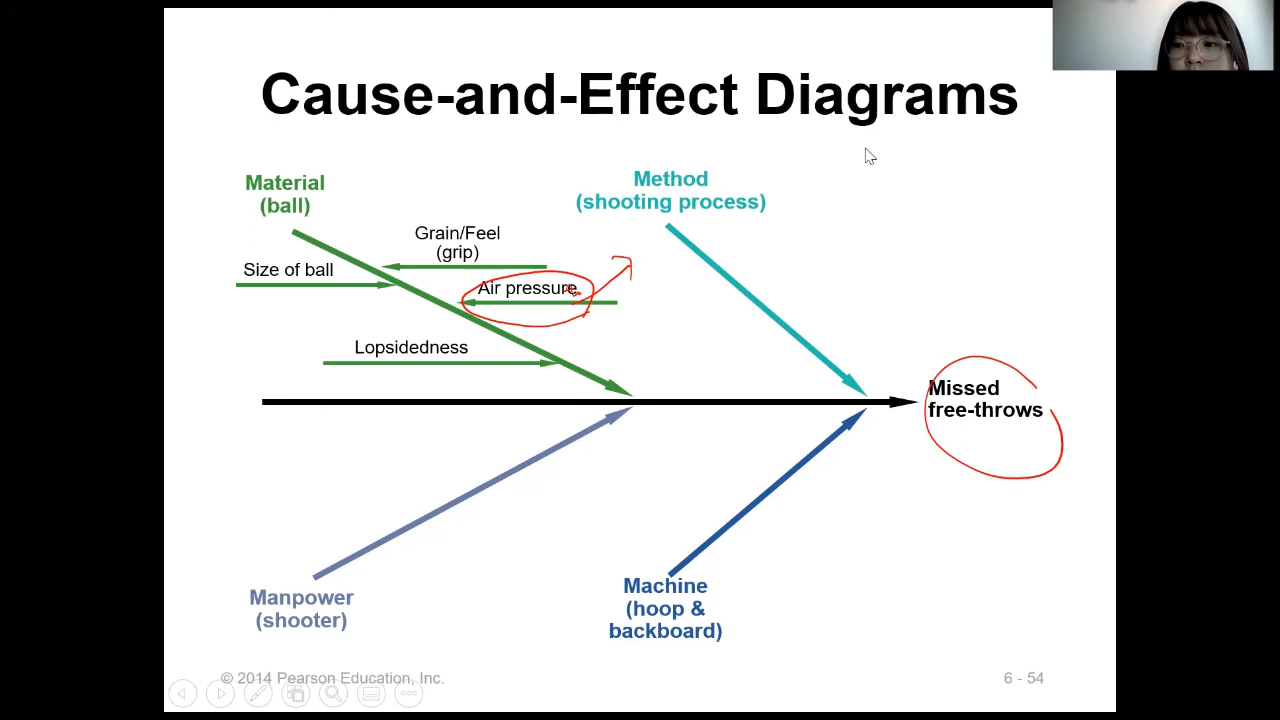 Cause-and-Effect Diagrams
Material
(ball)
Method
(shooting process)
Grain/Feel
(grip)
Size of ball
Air pressure
Lopsidedness
Missed
free-throws
Manpower
(shooter)
Machine
(hoop &
backboard)
© 2014 Pearson Education, Inc.
6 - 54